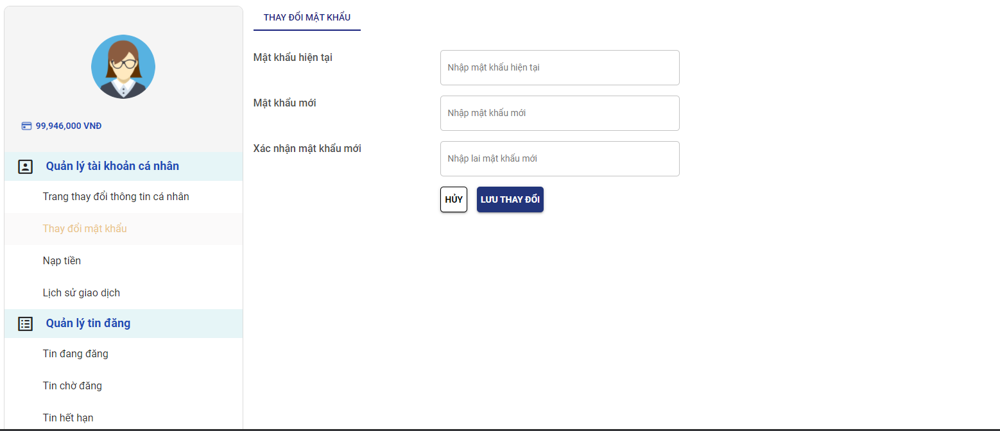 99,946,000 VNĐ
Quản lý tài khoản cá nhân
Trang thay đổi thông tin cá nhân
Thay đổi mật khẩu
Nạp tiền
Lịch sử giao dịch
Quản lý tin đăng
Tin đang đăng
Tin chờ đăng
Tin hết hạn
THAY ĐỔI MẬT KHẨU
Mật khẩu hiện tại
Nhập mật khẩu hiện tại
Mật khẩu mới
Nhập mật khẩu mới
Xác nhận mật khẩu mới
Nhập lai mật khẩu mới
HỦY
LƯU THAY ĐỔI